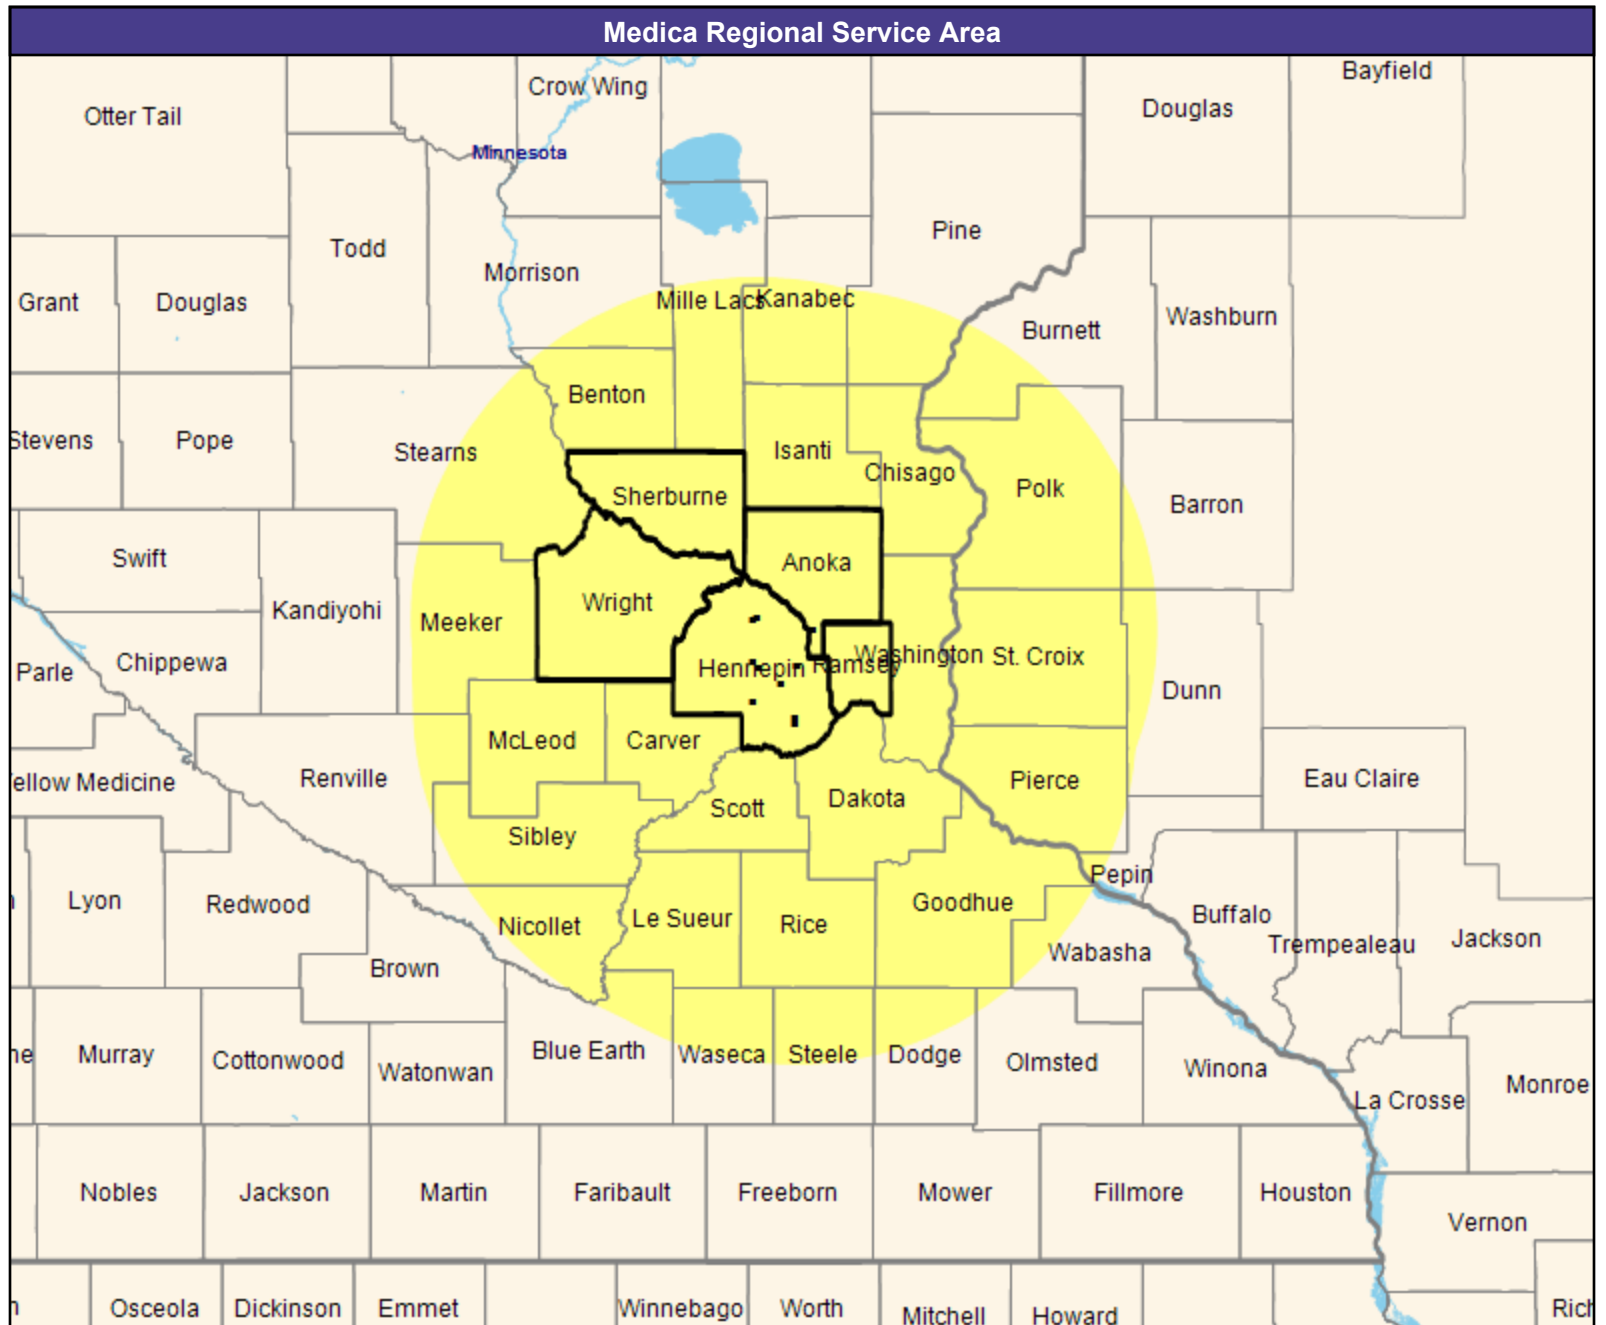 Medica Regional Service Area
Crow Wing
Bayfield
Otter Tail
Douglas
Minnesota
Pine
Todd
Morrison
Grant
Douglas
Mille Lacs
Kanabec
Burnett
Washburn
Benton
Stevens
Pope
Stearns
Isanti
Chisago
Polk
Barron
Sherburne
Swift
Anoka
Wright
Kandiyohi
Meeker
Parle
Chippewa
Hennepin
Ramsey
Washington
St. Croix
Dunn
McLeod
Carver
Yellow Medicine
Renville
Scott
Dakota
Pierce
Eau Claire
Sibley
Pepin
Lyon
Redwood
Nicollet
Le Sueur
Rice
Goodhue
Buffalo
Trempealeau
Jackson
Brown
Wabasha
ne
Murray
Cottonwood
Watonwan
Blue Earth
Waseca
Steele
Dodge
Olmsted
Winona
La Crosse
Monroe
Nobles
Jackson
Martin
Faribault
Freeborn
Mower
Fillmore
Houston
Vernon
n
Osceola
Dickinson
Emmet
Winnebago
Worth
Mitchell
Howard
Rich